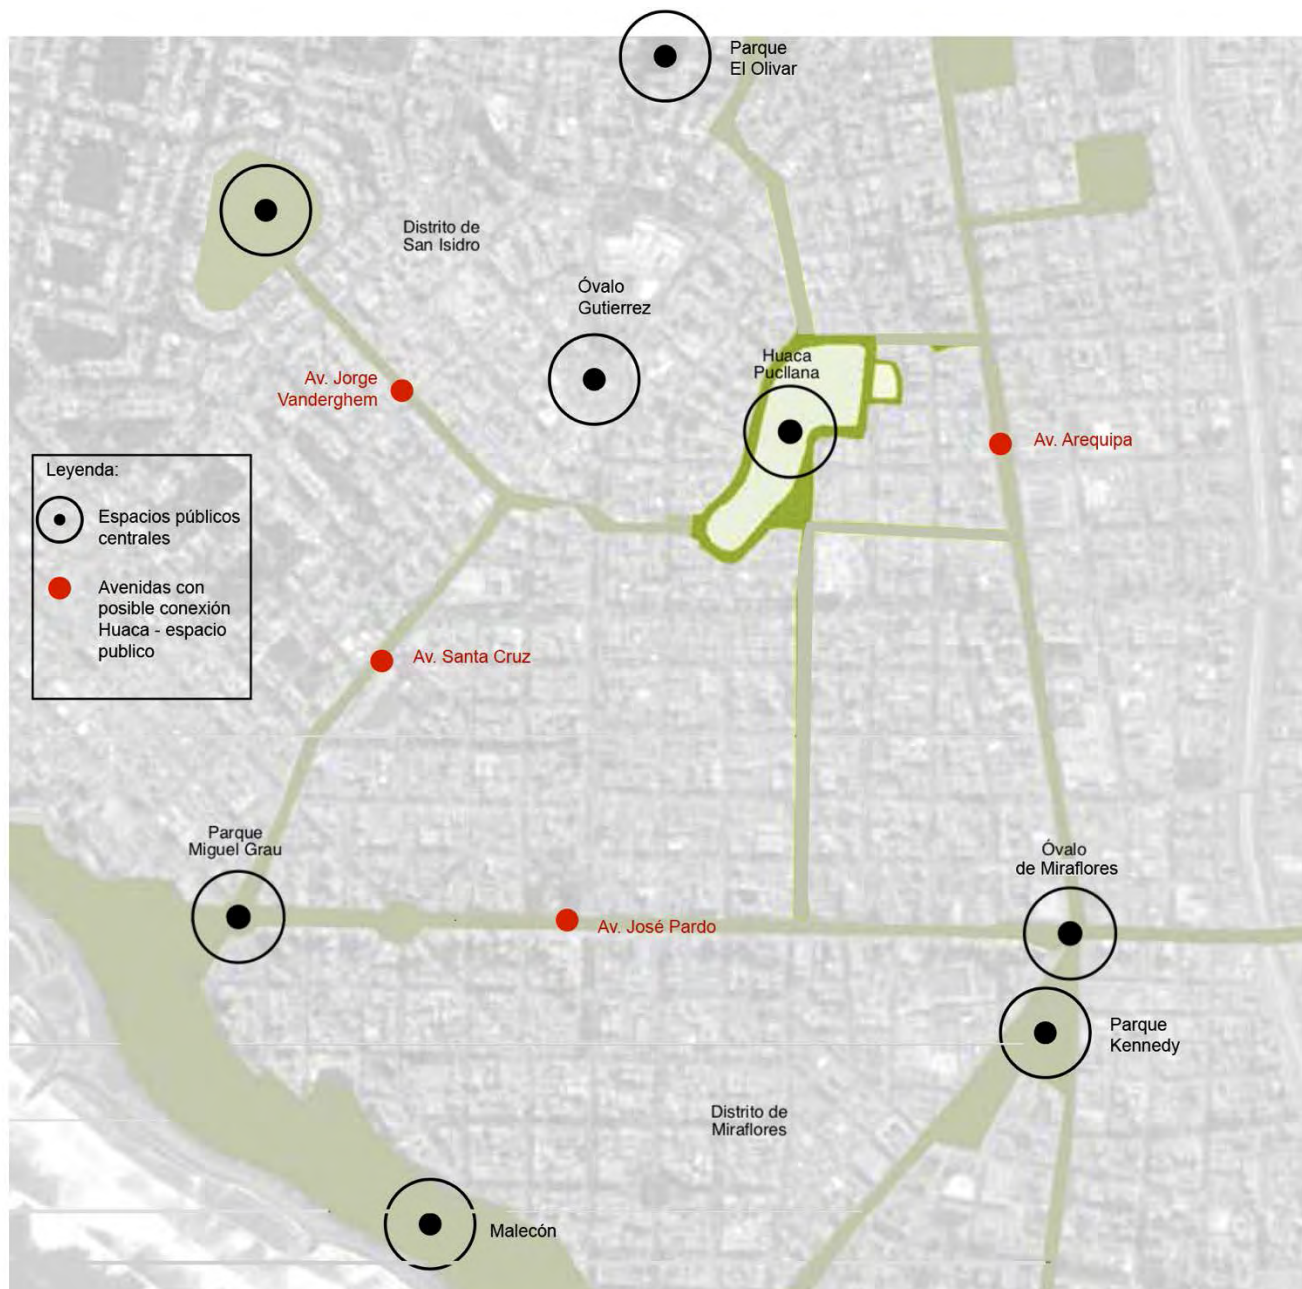 Parque
El Olivar
Distrito de
San Isidro
Óvalo
Gutierrez
Huaca
Pucllana
Av. Jorge
Vanderghem
Av. Arequipa
Leyenda:
Espacios públicos
centrales
Avenidas con
posible conexión
Huaca - espacio
publico
Av. Santa Cruz
Parque
Miguel Grau
Óvalo
de Miraflores
Av. José Pardo
Parque
Kennedy
Distrito de
Miraflores
Malecón